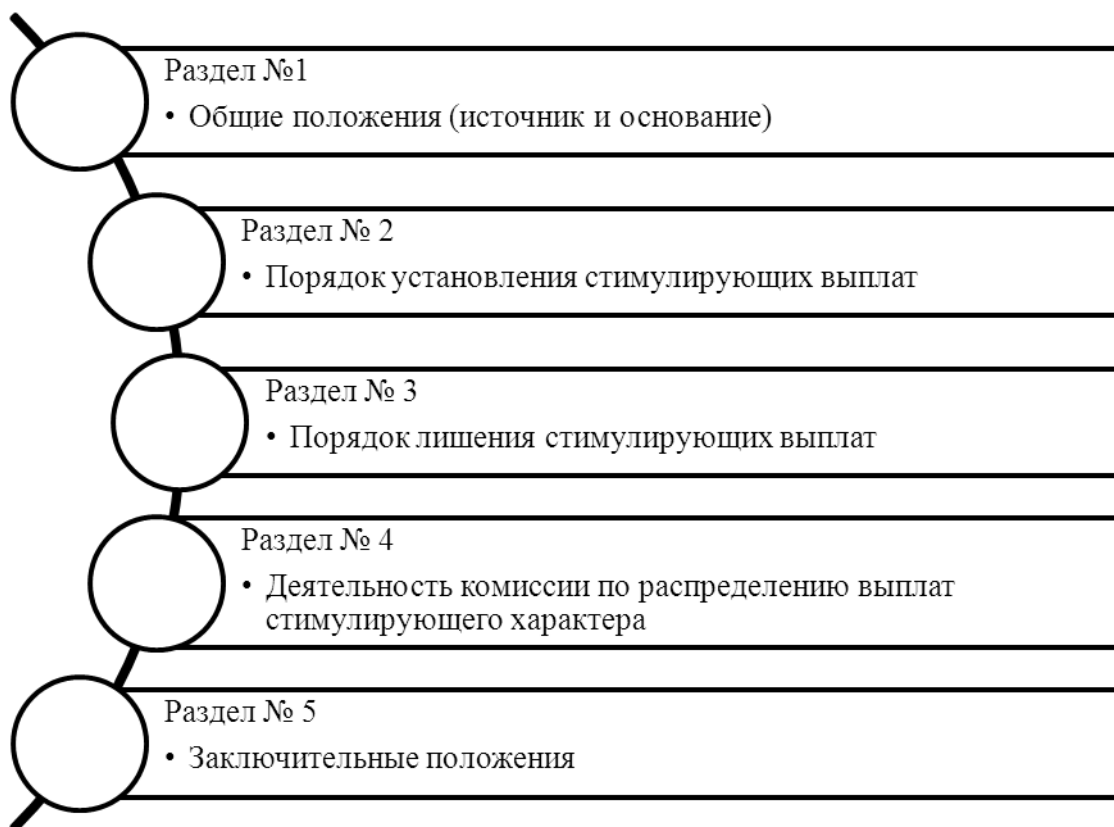 Раздел №1
• Общие положения (источник и основание)
Раздел № 2
• Порядок установления стимулирующих выплат
Раздел № 3
• Порядок лишения стимулирующих выплат
Раздел № 4
• Деятельность комиссии по распределению выплат
стимулирующего характера
Раздел № 5
• Заключительные положения